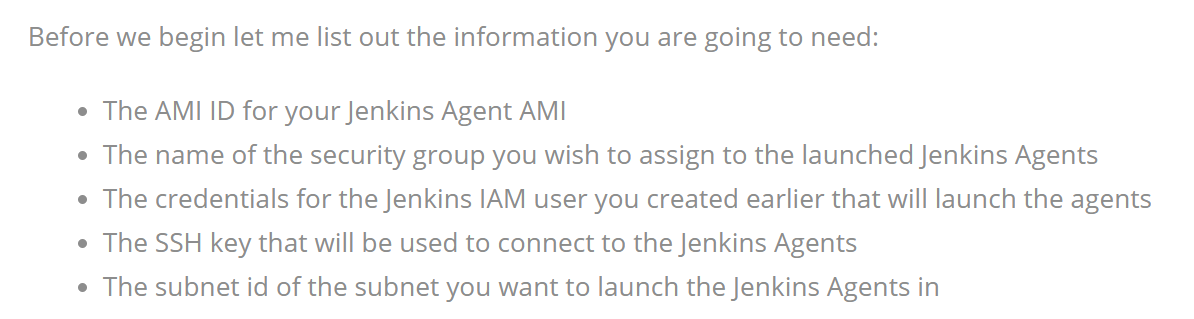 Before we begin let me list out the information you are going to need:
• The AMI ID for your Jenkins Agent AMI
• The name of the security group you wish to assign to the launched Jenkins Agents
• The credentials for the Jenkins IAM user you created earlier that will launch the agents
• The SSH key that will be used to connect to the Jenkins Agents
• The subnet id of the subnet you want to launch the Jenkins Agents in